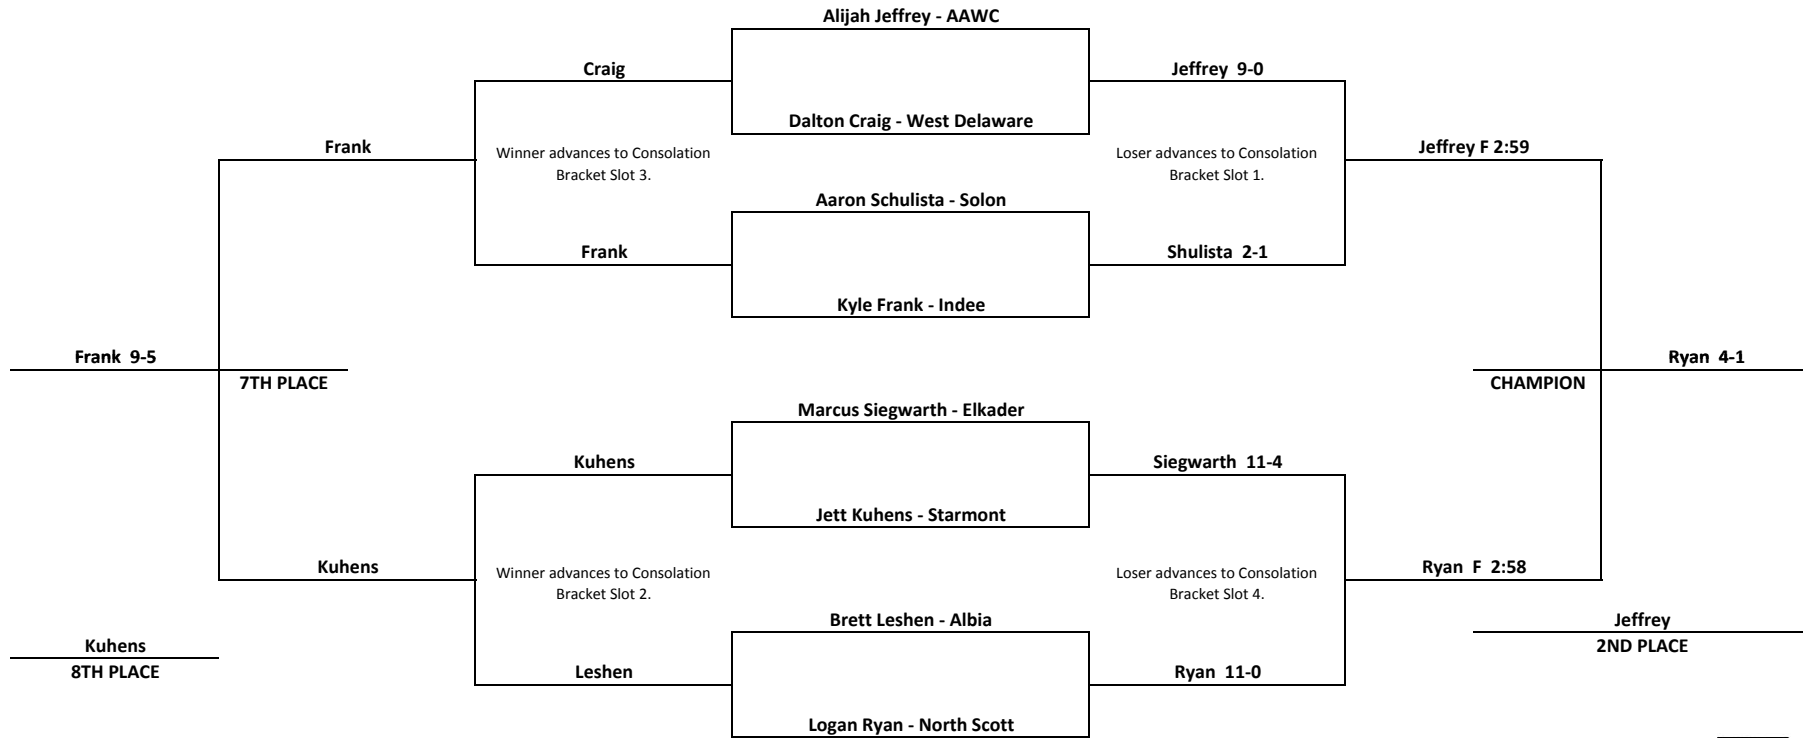 Alijah Jeffrey - AAWC
Craig
Jeffrey 9-0
Dalton Craig - West Delaware
Frank
Winner advances to Consolation
Bracket Slot 3.
Loser advances to Consolation
Bracket Slot 1.
Jeffrey F 2:59
Aaron Schulista - Solon
Frank
Shulista 2-1
Kyle Frank - Indee
Frank 9-5
7TH PLACE
Ryan 4-1
CHAMPION
Marcus Siegwarth - Elkader
Kuhens
Siegwarth 11-4
Jett Kuhens - Starmont
Kuhens
Winner advances to Consolation
Bracket Slot 2.
Loser advances to Consolation
Bracket Slot 4.
Ryan F 2:58
Brett Leshen - Albia
Kuhens
8TH PLACE
Jeffrey
2ND PLACE
Leshen
Ryan 11-0
Logan Ryan - North Scott